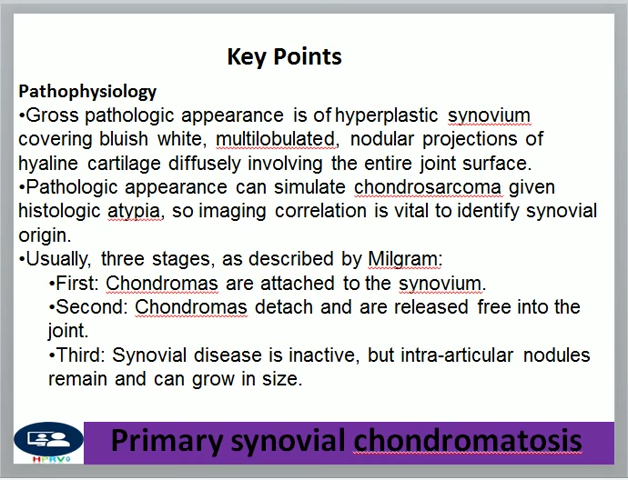 Key Points
Pathophysiology
•Gross pathologic appearance is of hyperplastic synovium
covering bluish white, multilobulated, nodular projections of
hyaline cartilage diffusely involving the entire joint surface.
•Pathologic appearance can simulate chondrosarcoma given
histologic atypia, so imaging correlation is vital to identify synovial
origin.
•Usually, three stages, as described by Milgram:
•First: Chondromas are attached to the synovium.
•Second: Chondromas detach and are released free into the
joint.
•Third: Synovial disease is inactive, but intra-articular nodules
remain and can grow in size.
Primary synovial chondromatosis
HPRV